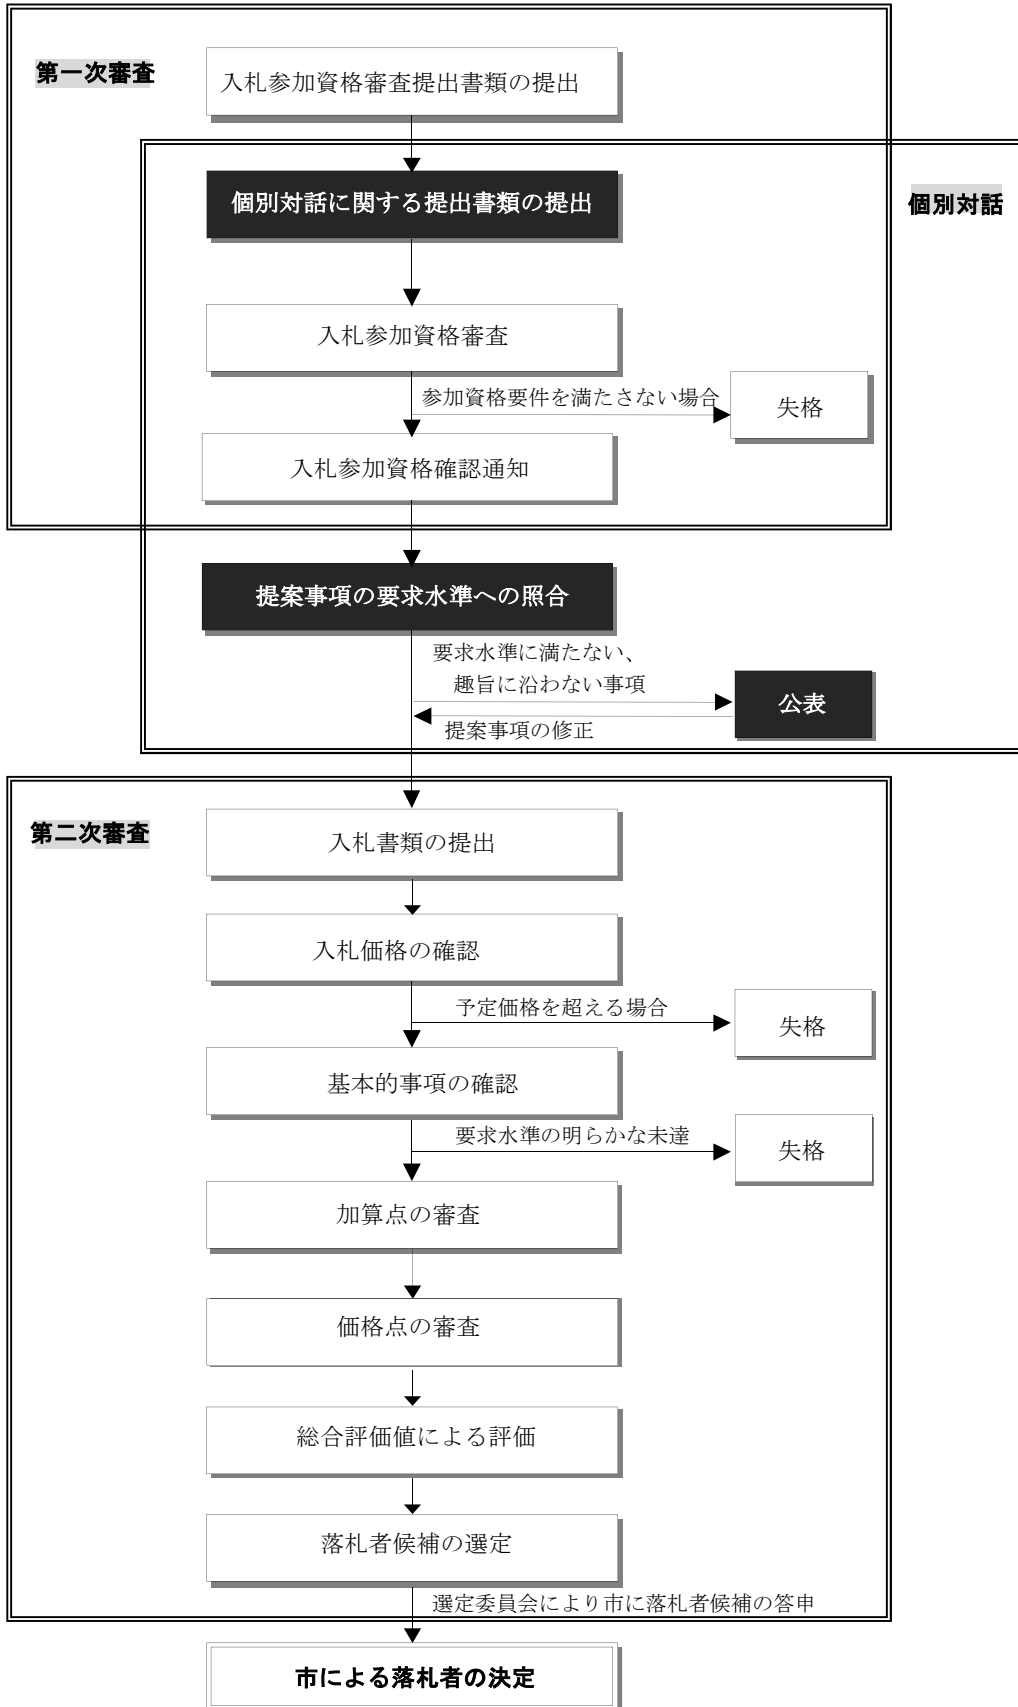 第一次審査
入札参加資格審査提出書類の提出
個別対話に関する提出書類の提出
個別対話
入札参加資格審査
参加資格要件を満たさない場合
失格
入札参加資格確認通知
提案事項の要求水準への照合
要求水準に満たない、
趣旨に沿わない事項
公表
提案事項の修正
第二次審査
入札書類の提出
入札価格の確認
予定価格を超える場合
失格
基本的事項の確認
要求水準の明らかな未達
失格
加算点の審査
価格点の審査
総合評価値による評価
落札者候補の選定
選定委員会により市に落札者候補の答申
市による落札者の決定